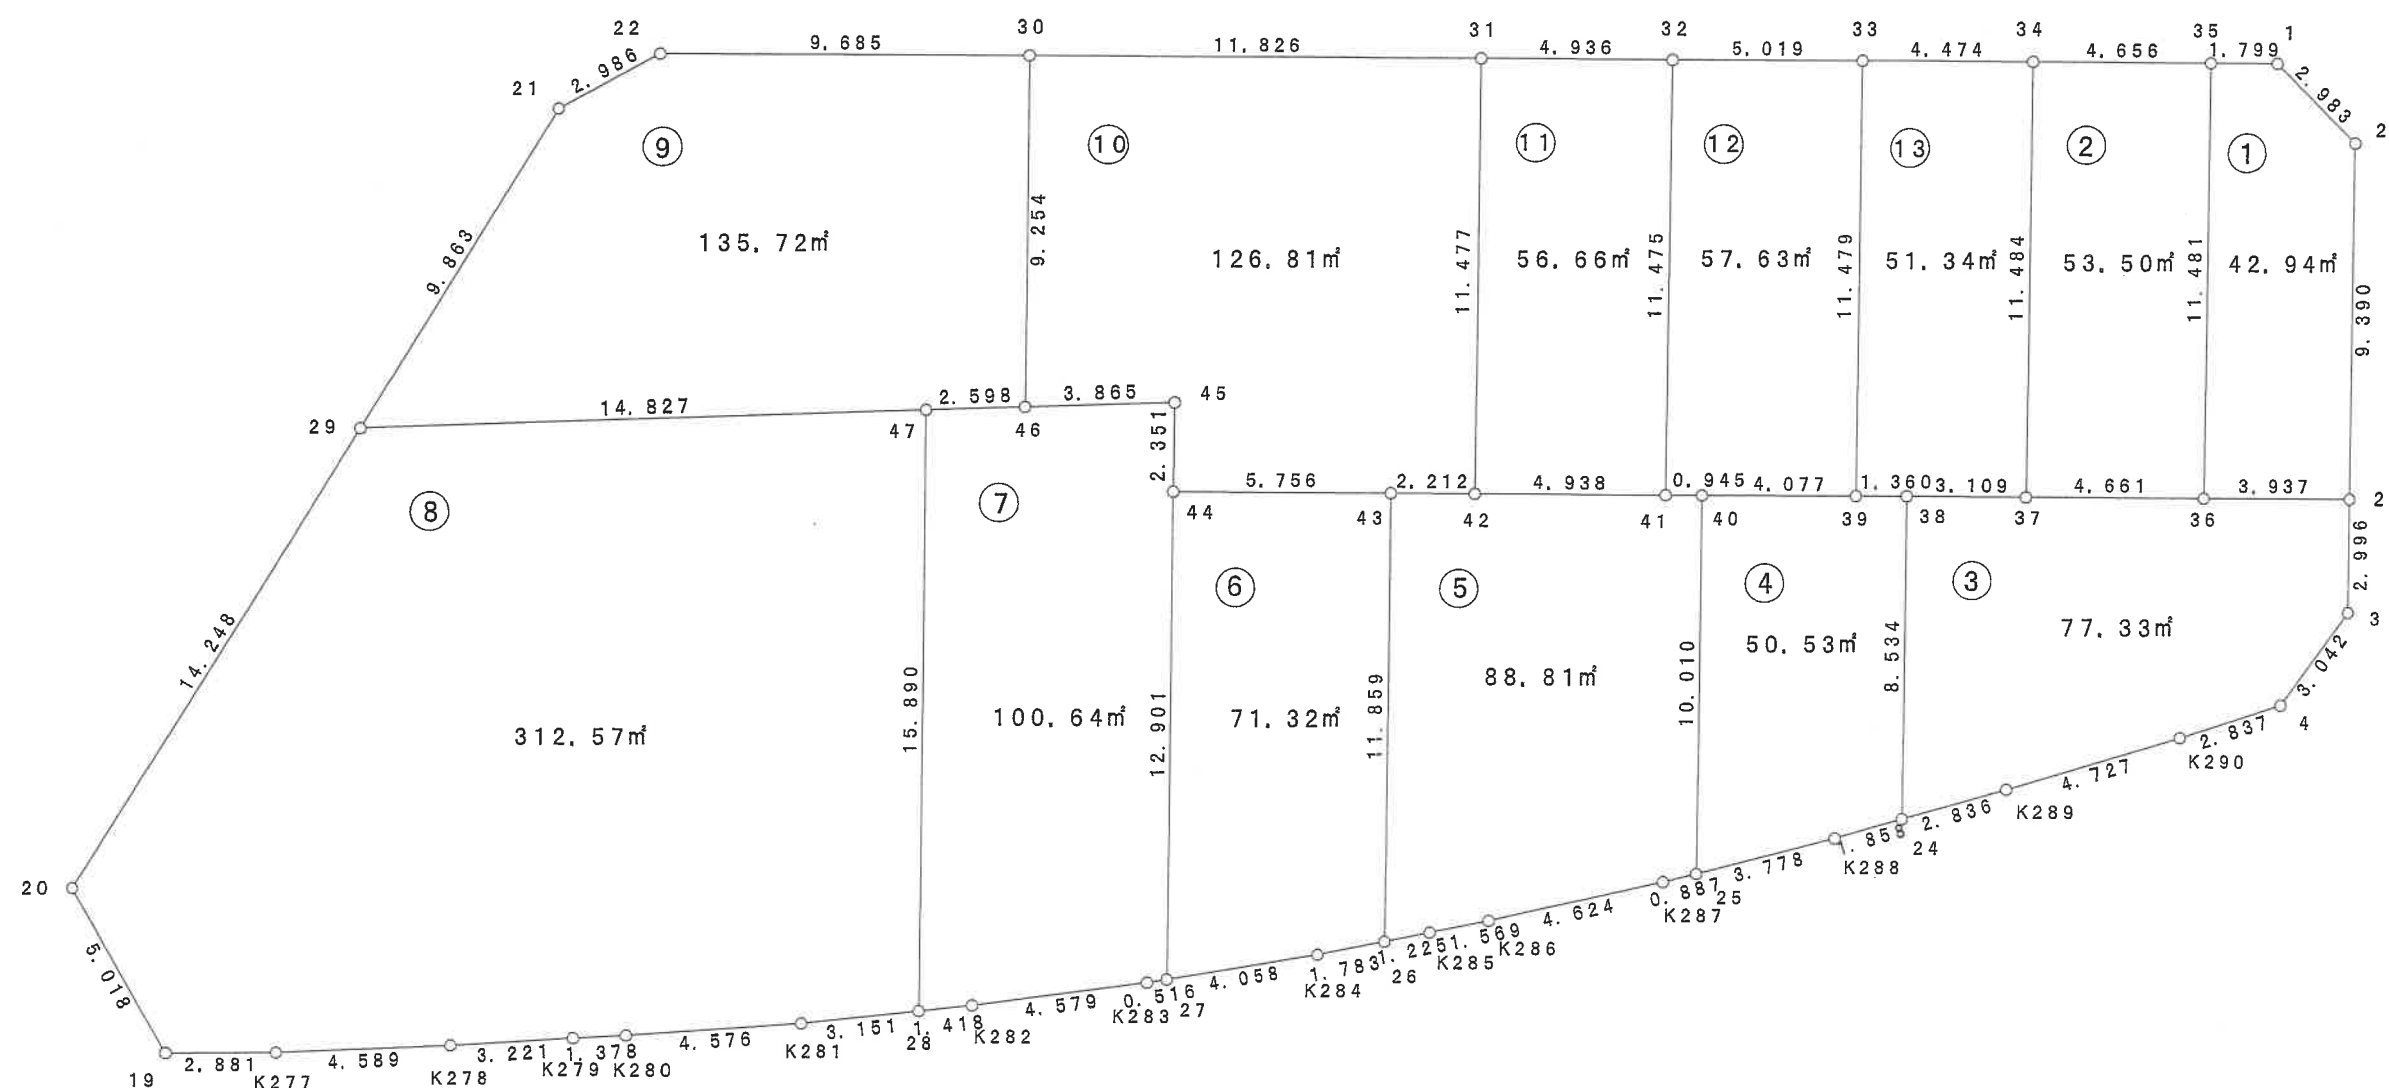 22 30 31 32 33 34 35 1
9.685 11.826 4.936 5.019 4.474 4.656 1.799
21 2.986 2.983 2
⑨ ⑩ ⑪ ⑫ ⑬ ② ①
9.863 9.254 11.477 11.475 11.479 11.484 11.481 9.390
135.72㎡ 126.81㎡ 56.66㎡ 57.63㎡ 51.34㎡ 53.50㎡ 42.94㎡
29 14.827 2.598 3.865 45
47 46 2.351
5.756 2.212 4.938 0.945 4.077 1.360 3.109 4.661 3.937 2
44 43 42 41 40 39 38 37 36
⑧ ⑦ ⑥ ⑤ ④ ③
2.996
3
14.248 15.890 12.901 11.859 10.010 8.534 3.042
312.57㎡ 100.64㎡ 71.32㎡ 88.81㎡ 50.53㎡ 77.33㎡
4
20 5.018
19 2.881 K277 4.589 K278 3.221 K279 1.378 K280 4.576 K281 3.151 28 1.418 K282 4.579 K283 0.516 27 4.058 K284 1.783 26 1.225 K285 1.569 K286 4.624 K287 0.887 25 3.778 K288 1.858 24 2.836 K289 4.727 K290 2.837